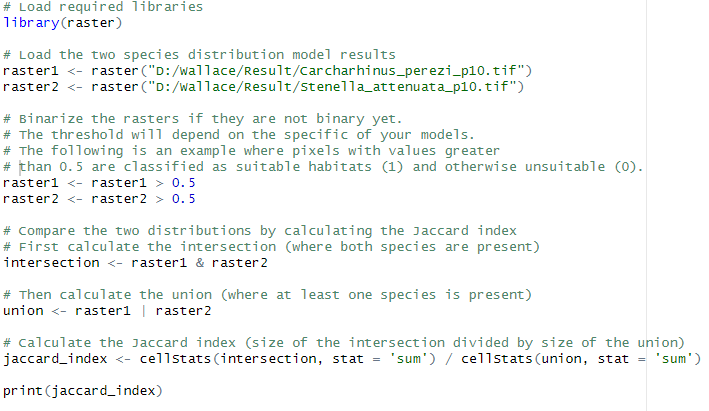 # Load required libraries
library(raster)
# Load the two species distribution model results
raster1 <- raster("D:/Wallace/Result/Carcharhinus_perezi_p10.tif")
raster2 <- raster("D:/Wallace/Result/Stenella_attenuata_p10.tif")
# Binarize the rasters if they are not binary yet.
# The threshold will depend on the specific of your models.
# The following is an example where pixels with values greater
# than 0.5 are classified as suitable habitats (1) and otherwise unsuitable (0).
raster1 <- raster1 > 0.5
raster2 <- raster2 > 0.5
# Compare the two distributions by calculating the Jaccard index
# First calculate the intersection (where both species are present)
intersection <- raster1 & raster2
# Then calculate the union (where at least one species is present)
union <- raster1 | raster2
# Calculate the Jaccard index (size of the intersection divided by size of the union)
jaccard_index <- cellStats(intersection, stat = 'sum') / cellStats(union, stat = 'sum')
print(jaccard_index)